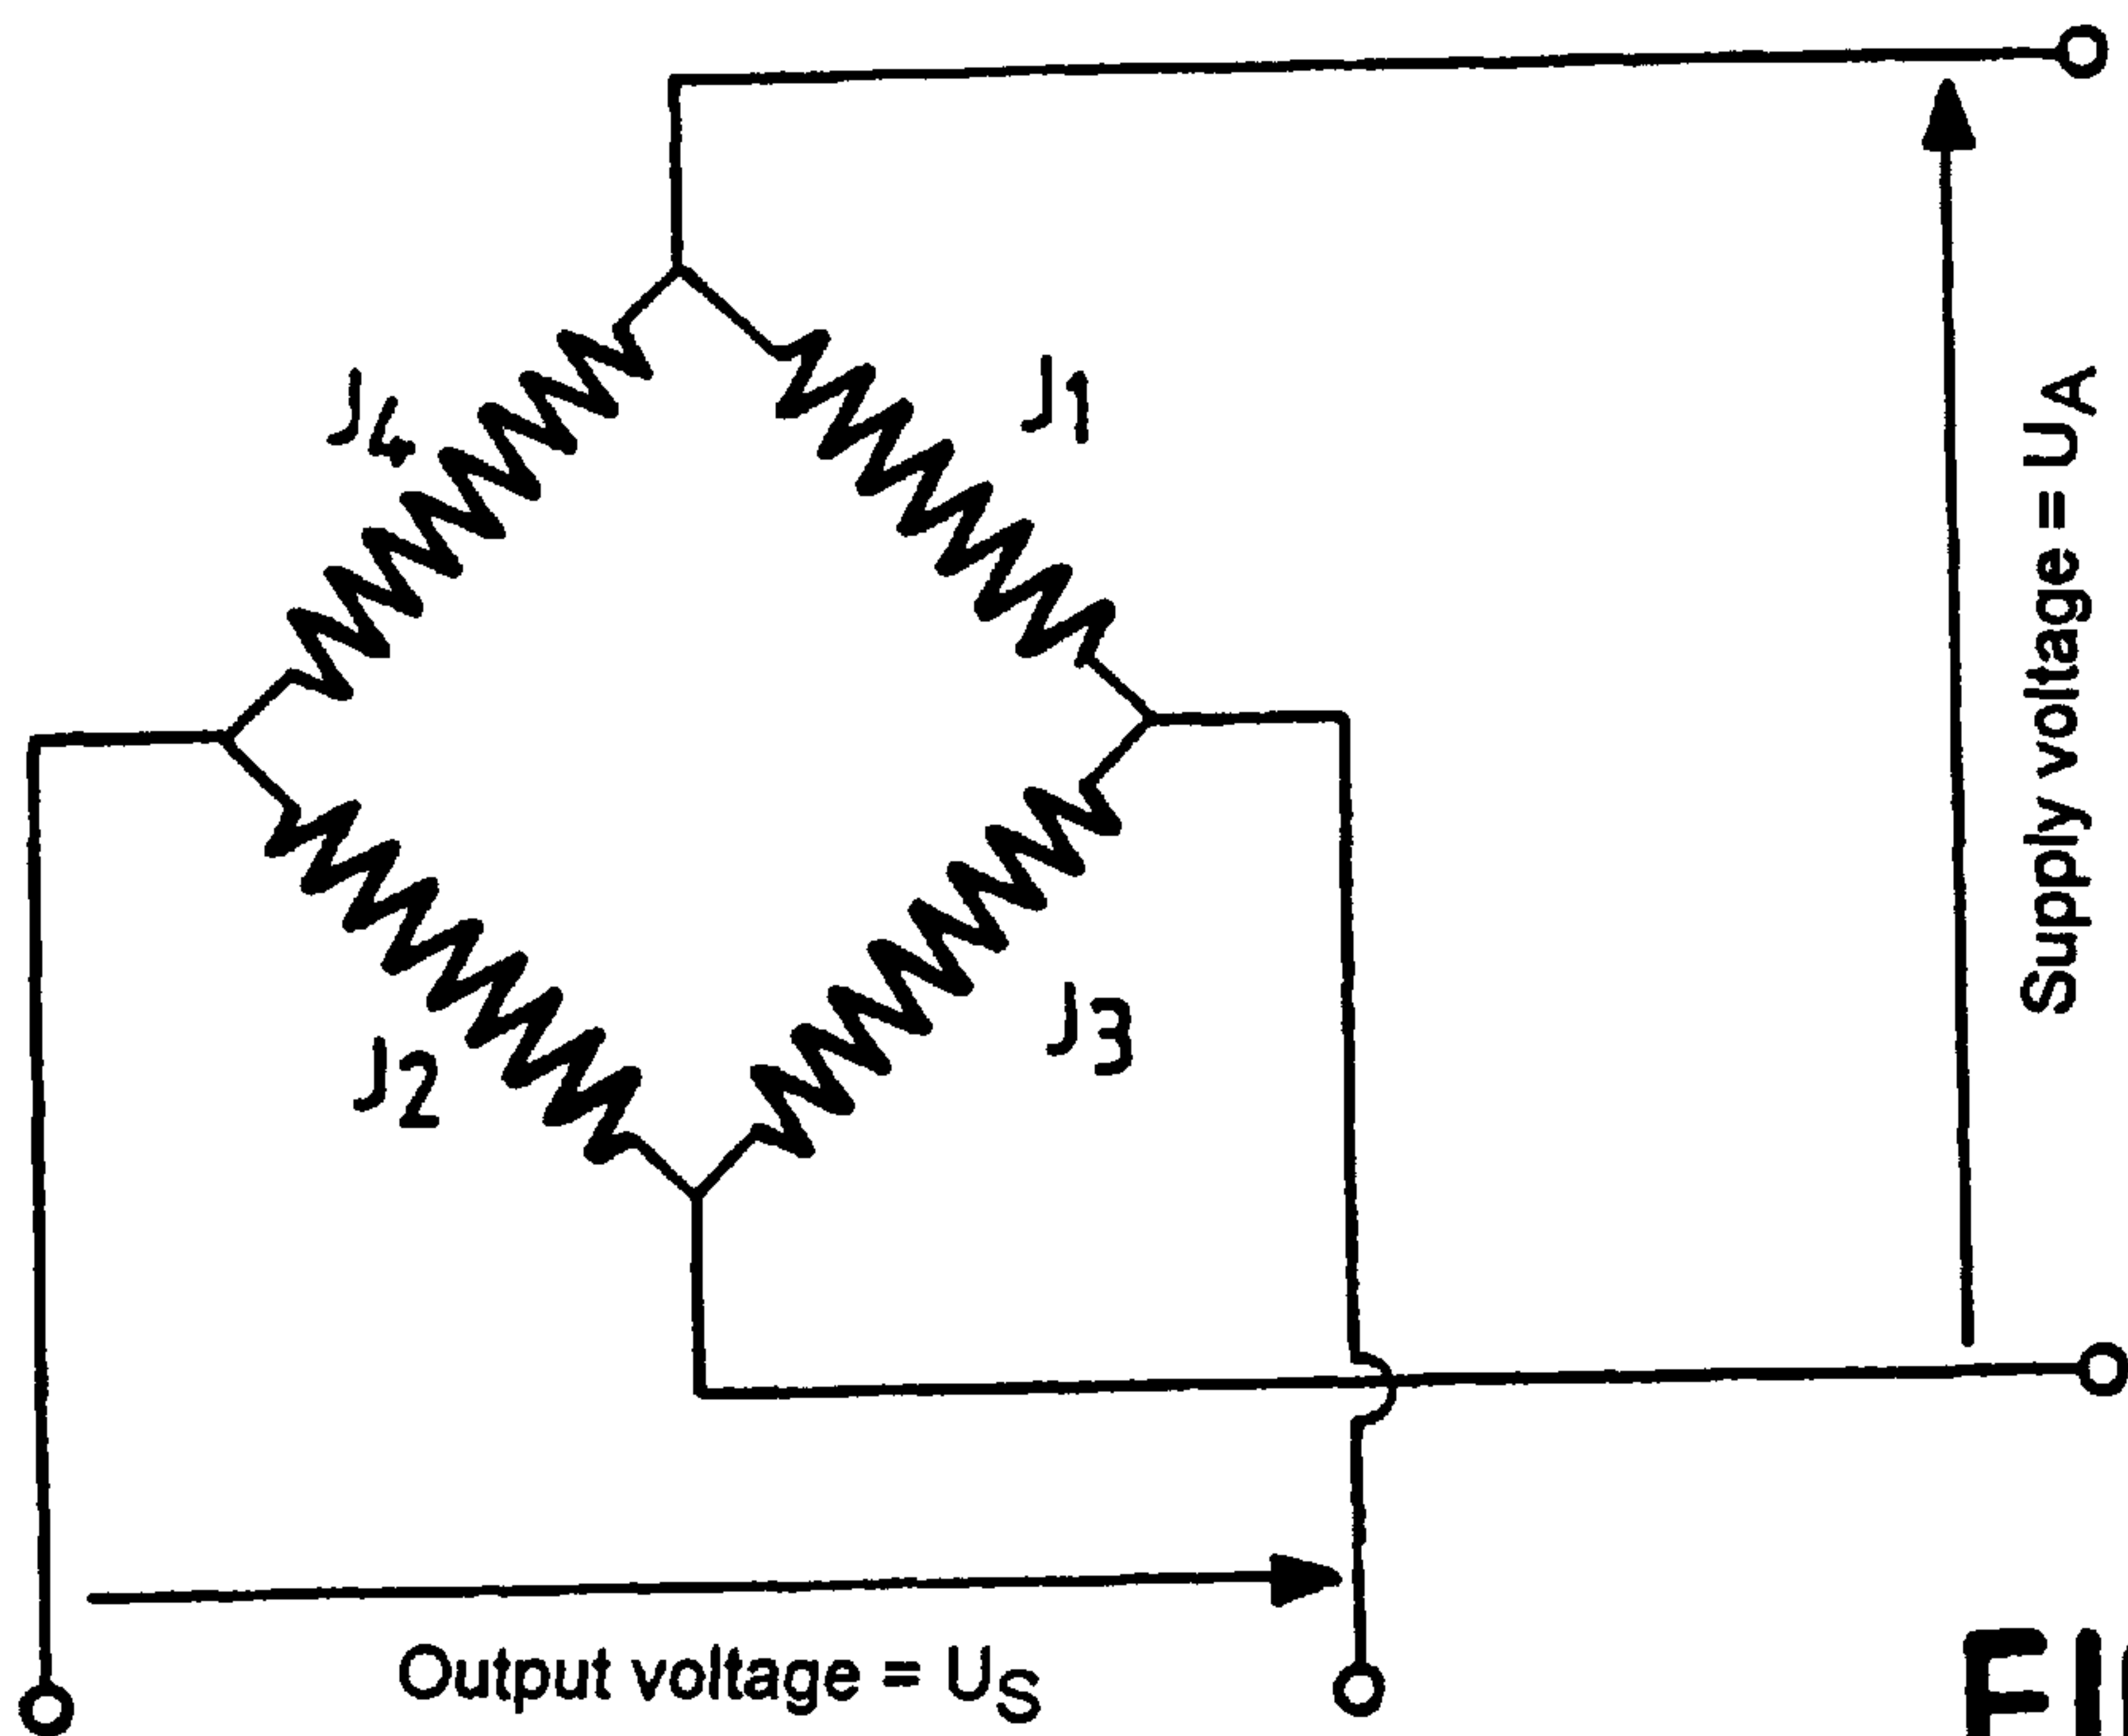 J4
J1
Supply voltage = UA
J2
J3
Output voltage = US